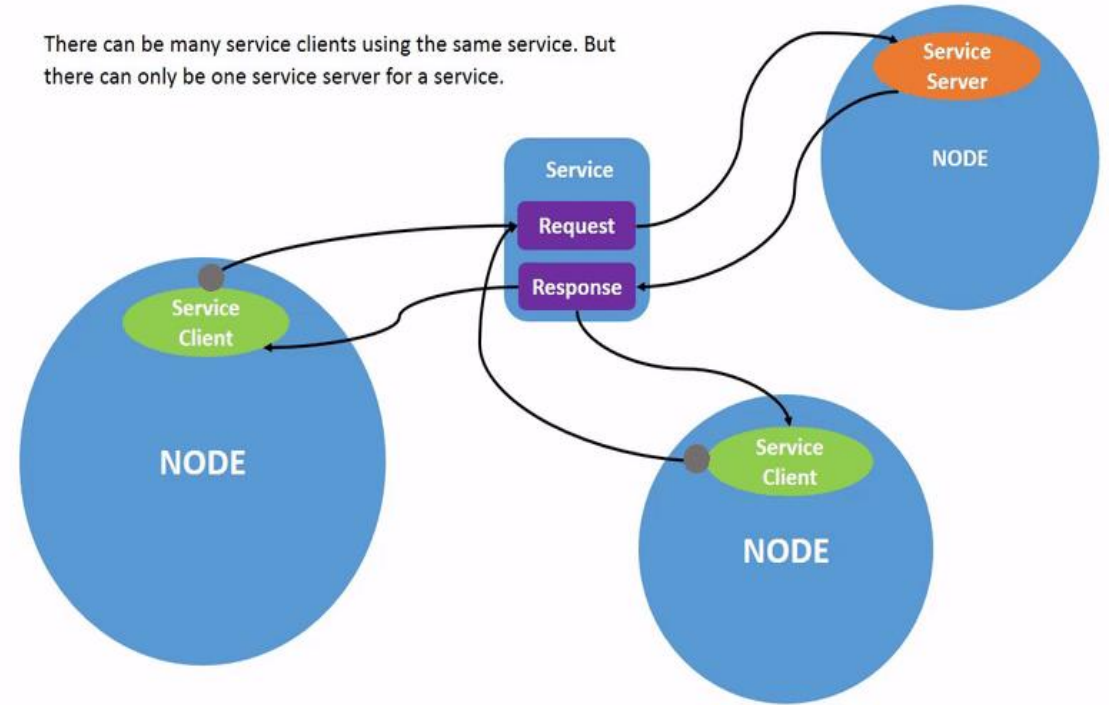 There can be many service clients using the same service. But
there can only be one service server for a service.
Service
Server
NODE
Service
Request
Response
Service
Client
NODE
Service
Client
NODE